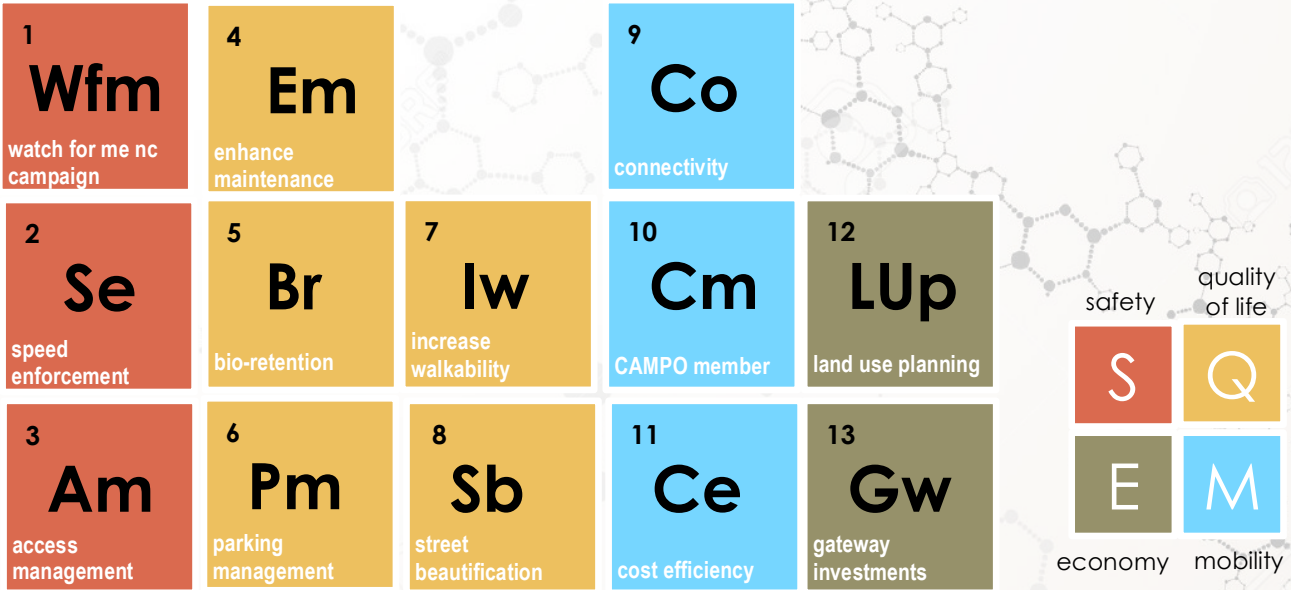 1
Wfm
watch for me nc
campaign
4
Em
enhance
maintenance
9
Co
connectivity
2
Se
speed
enforcement
5
Br
bio-retention
7
Iw
increase
walkability
10
Cm
CAMPO member
12
LUp
land use planning
3
Am
access
management
6
Pm
parking
management
8
Sb
street
beautification
11
Ce
cost efficiency
13
Gw
gateway
investments
safety
quality
of life
S
Q
E
M
economy
mobility